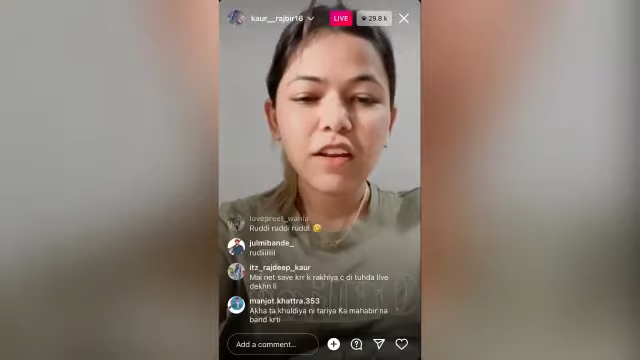 kaur__rajbir16
LIVE
29.8 k
lovepreet_wahla
Ruddi ruddi ruddi 🤣
julmibande_
rudiiiiiii
itz_rajdeep_kaur
Mai net save krr k rakhiya c di tuhda live
dekhn li
manjot.khattra.353
Akha ta khuldiya ni tariya Ka mahabir na
band krti
Add a comment...